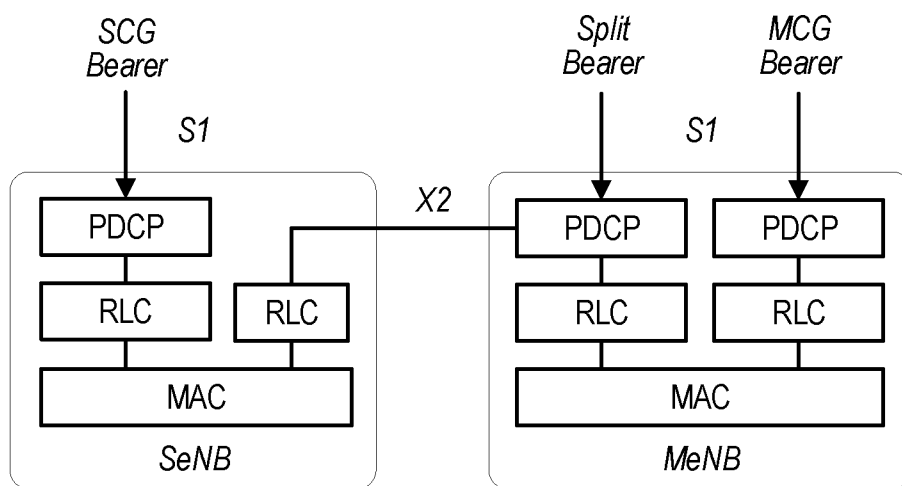 SCG
Bearer
Split
Bearer
MCG
Bearer
S1
S1
X2
PDCP
PDCP
PDCP
RLC
RLC
RLC
RLC
MAC
MAC
SeNB
MeNB